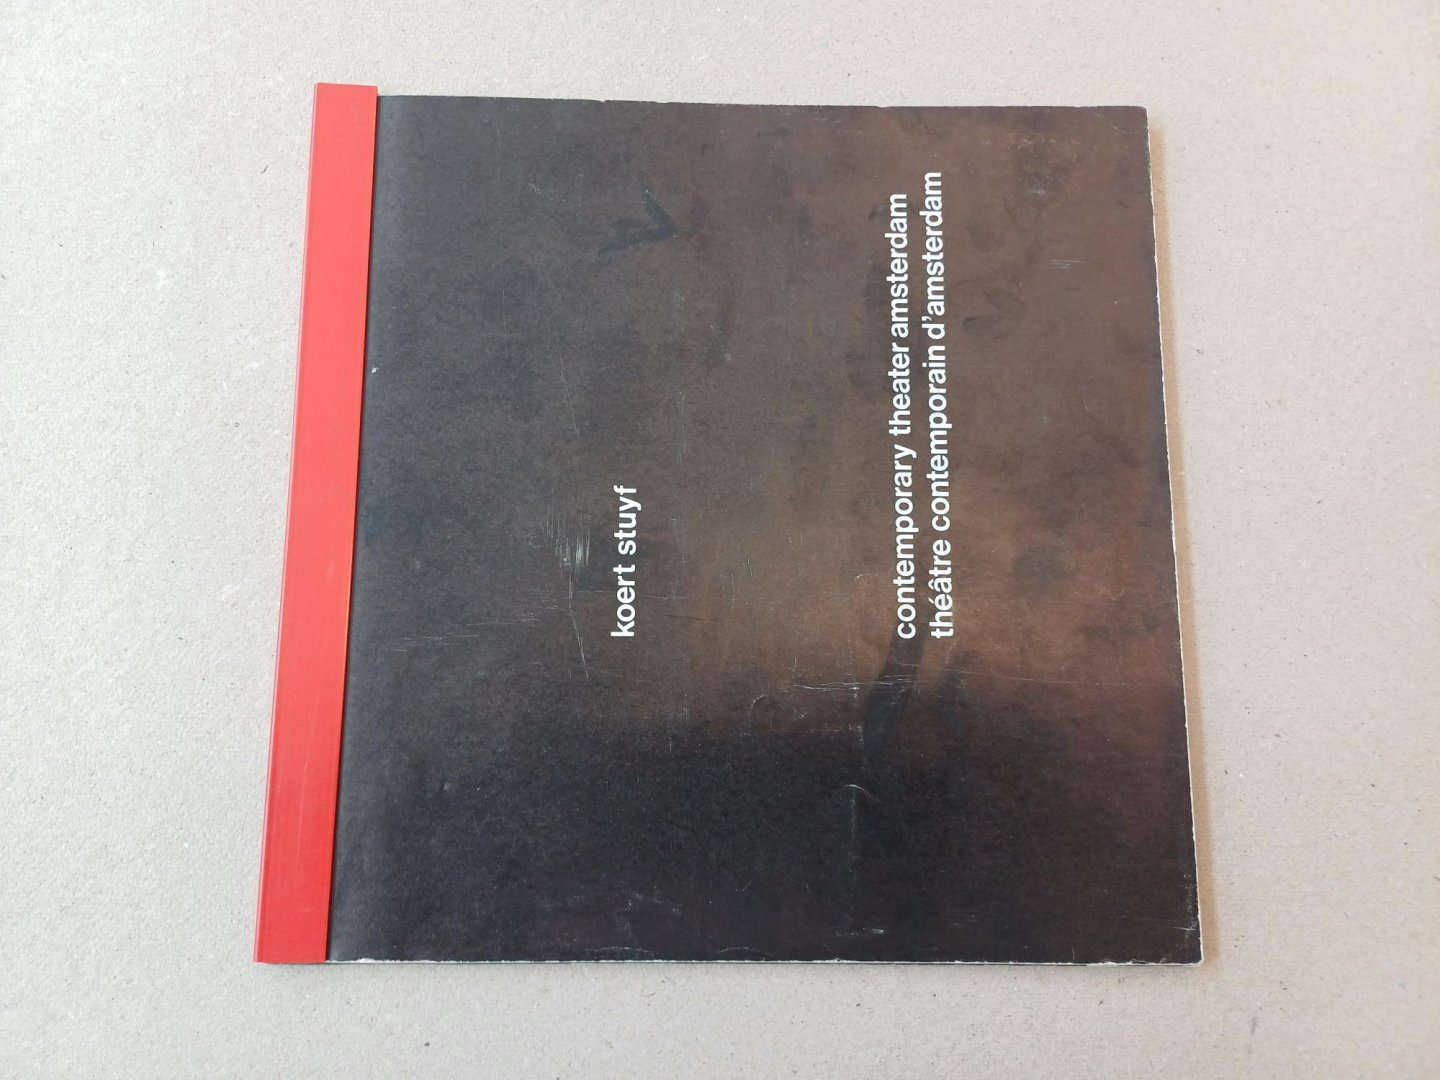 koert stuyf
contemporary theater amsterdam
théâtre contemporain d'amsterdam